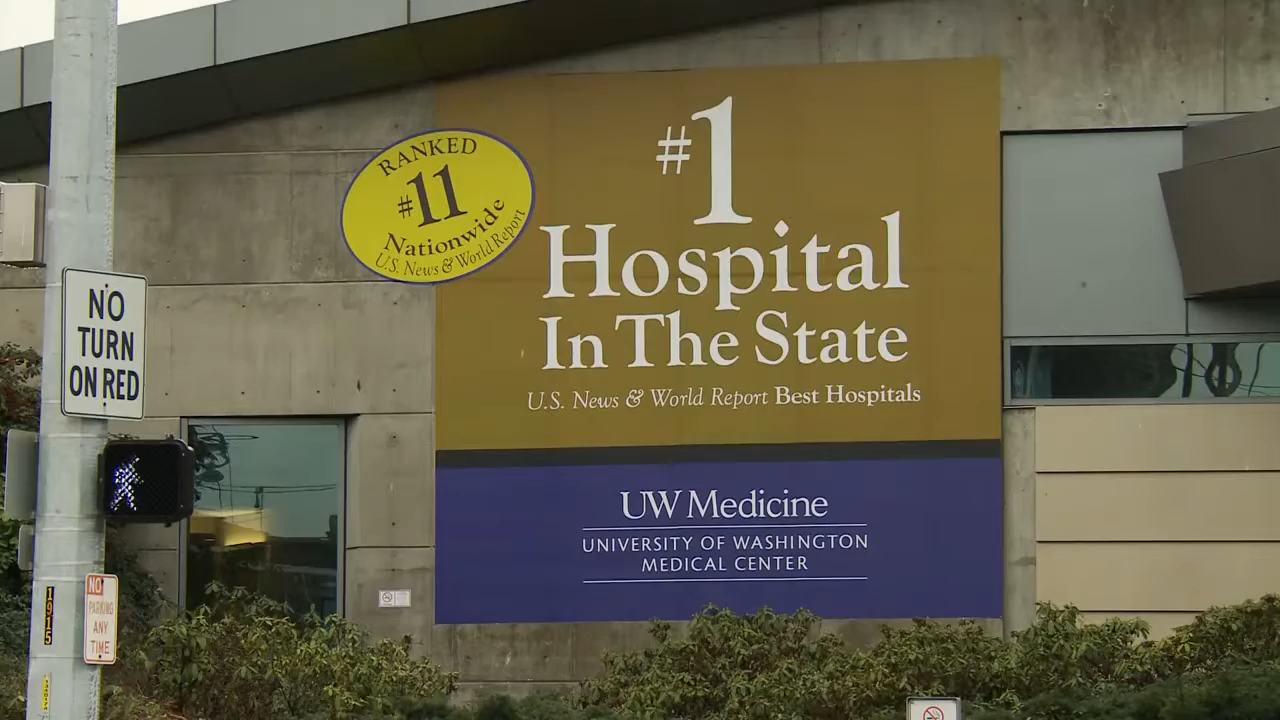 RANKED
#11
Nationwide
U.S. News & World Report
#1
Hospital
In The State
U.S. News & World Report Best Hospitals
UW Medicine
UNIVERSITY OF WASHINGTON
MEDICAL CENTER
NO
TURN
ON RED
1915
NO
PARKING
ANY
TIME